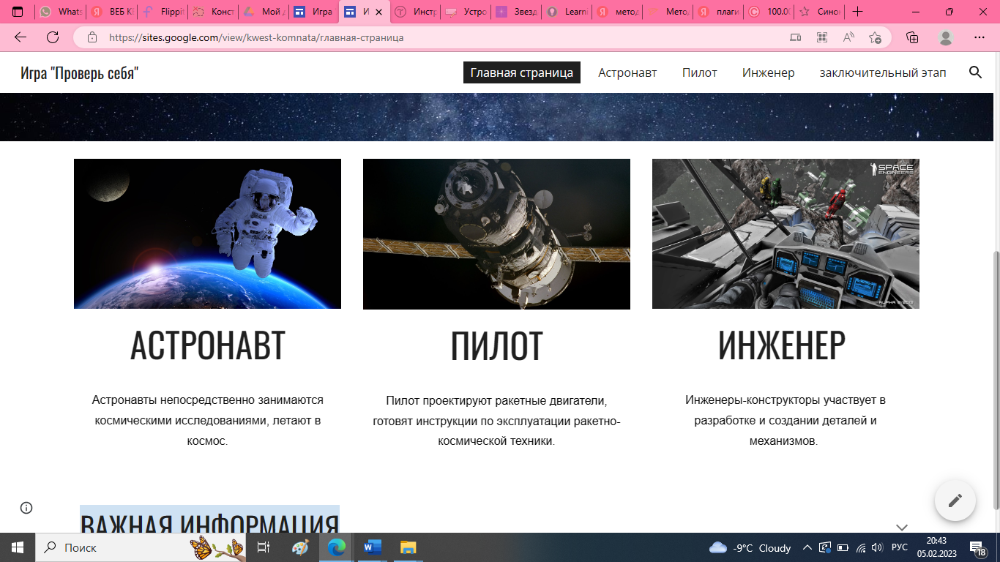 Whats
ВЕБ К
Flippi
Конст
Мой д
Игра
И
Инстр
Устро
Звезд
Learni
метод
Метод
плаги
100.0
Сино
https://sites.google.com/view/kwest-komnata/главная-страница
Игра "Проверь себя"
Главная страница
Астронавт
Пилот
Инженер
заключительный этап
SPACE
ENGINEERS
ALPHA 9/2013
АСТРОНАВТ
Астронавты непосредственно занимаются
космическими исследованиями, летают в
космос.
ПИЛОТ
Пилот проектируют ракетные двигатели,
готовят инструкции по эксплуатации ракетно-
космической техники.
ИНЖЕНЕР
Инженеры-конструкторы участвует в
разработке и создании деталей и
механизмов.
ВАЖНАЯ ИНФОРМАЦИЯ
Поиск
-9°C Cloudy
РУС
20:43
05.02.2023
18